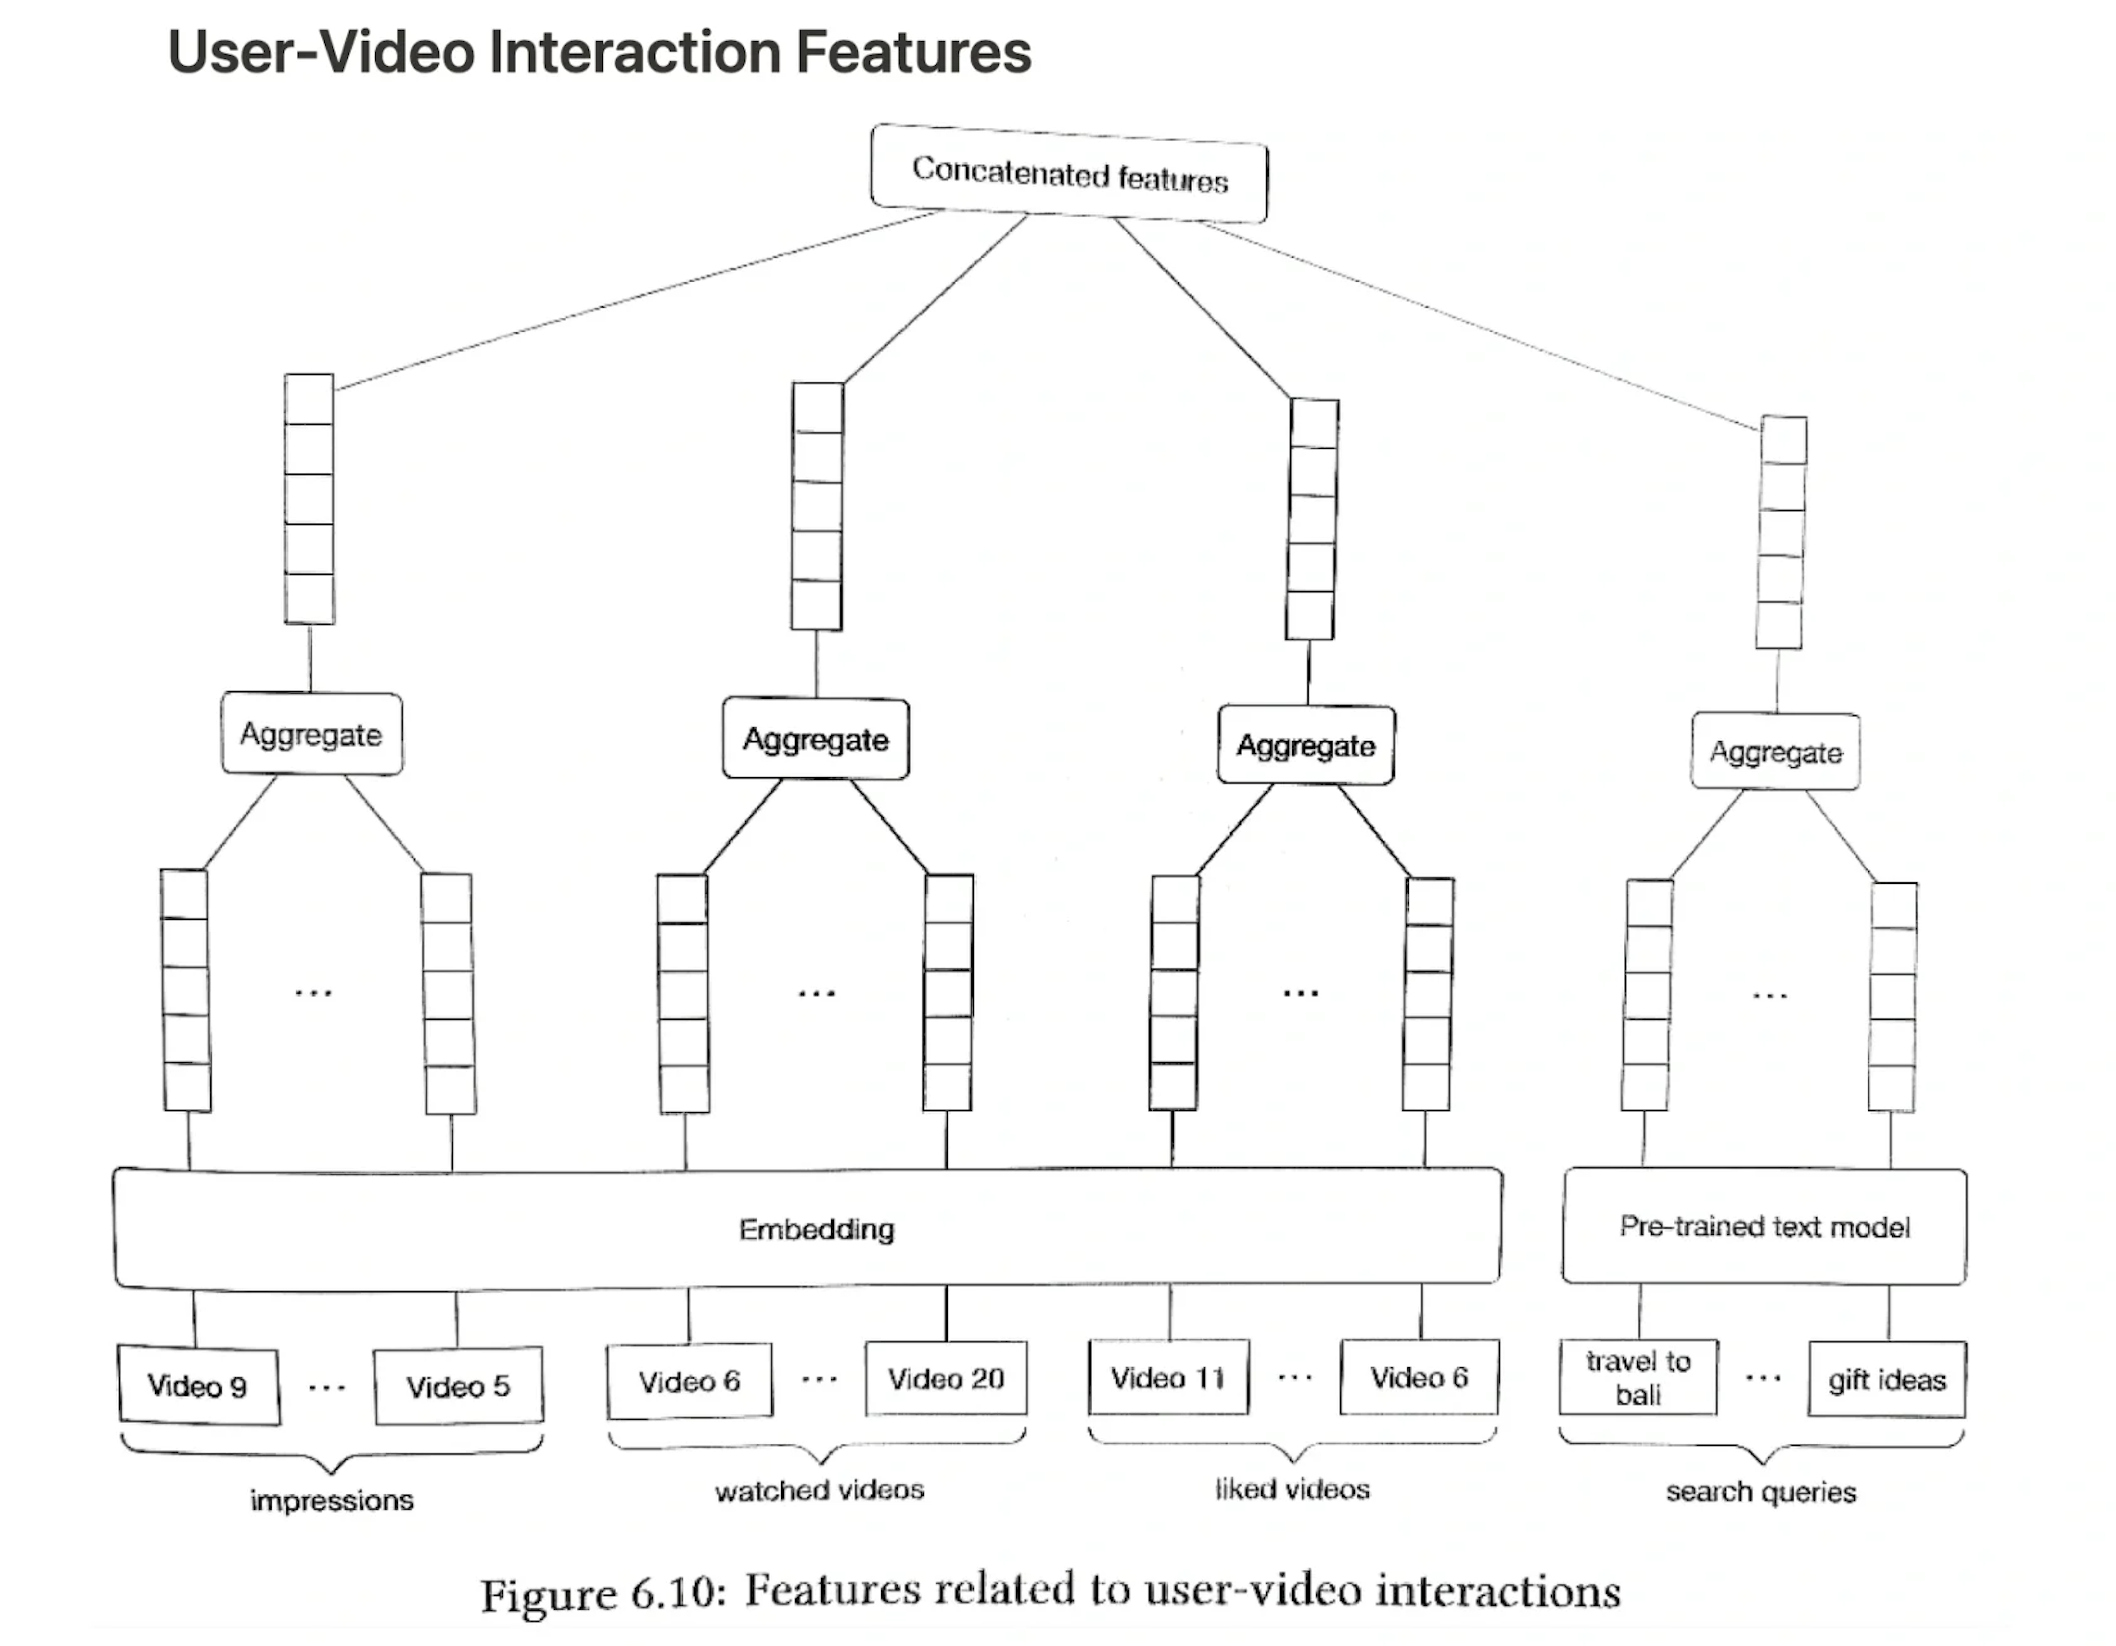 User-Video Interaction Features
Concatenated features
Aggregate
Aggregate
Aggregate
Aggregate
...
...
...
...
Embedding
Pre-trained text model
Video 9
...
Video 5
Video 6
...
Video 20
Video 11
...
Video 6
travel to
bali
...
gift ideas
impressions
watched videos
liked videos
search queries
Figure 6.10: Features related to user-video interactions